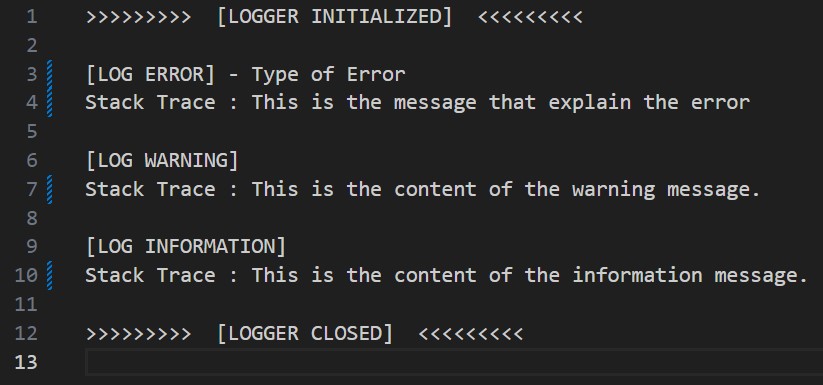 1 >>>>>>>>> [LOGGER INITIALIZED] <<<<<<<<<
2
3 [LOG ERROR] - Type of Error
4 Stack Trace : This is the message that explain the error
5
6 [LOG WARNING]
7 Stack Trace : This is the content of the warning message.
8
9 [LOG INFORMATION]
10 Stack Trace : This is the content of the information message.
11
12 >>>>>>>>> [LOGGER CLOSED] <<<<<<<<<
13